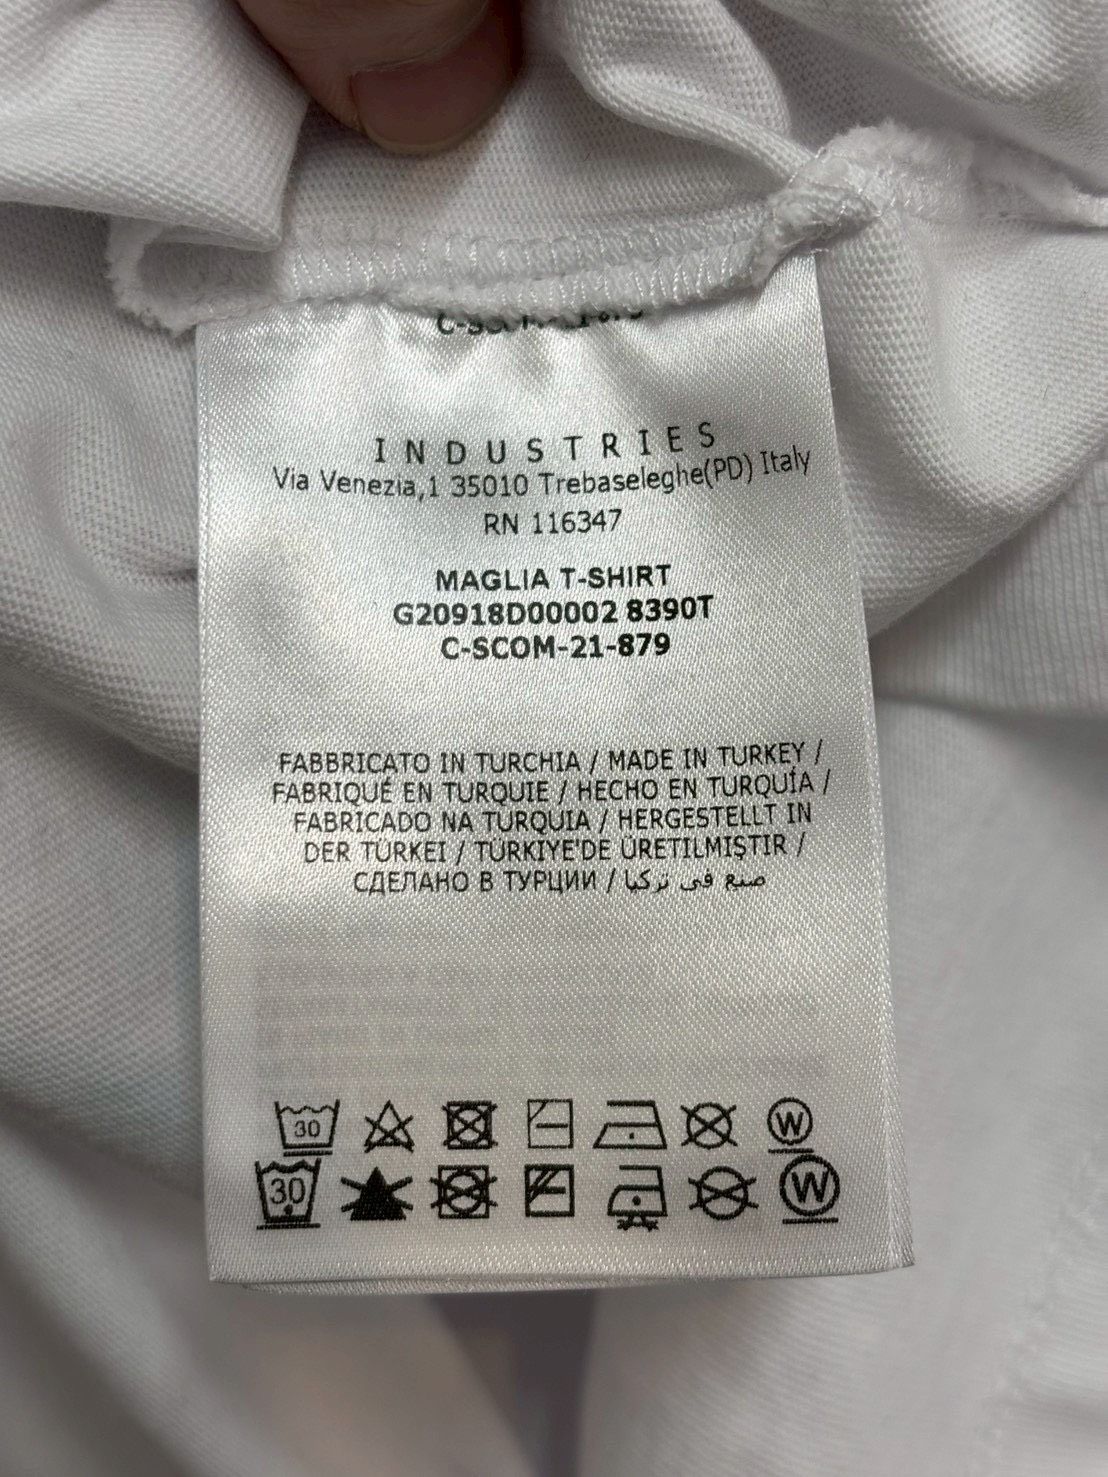 INDUSTRIES
Via Venezia,1 35010 Trebaseleghe(PD) Italy
RN 116347
MAGLIA T-SHIRT
G20918D00002 8390T
C-SCOM-21-879
FABBRICATO IN TURCHIA / MADE IN TURKEY /
FABRIQUÉ EN TURQUIE / HECHO EN TURQUÍA /
FABRICADO NA TURQUIA / HERGESTELLT IN
DER TÜRKEI / TÜRKIYE'DE ÜRETILMIŞTIR /
СДЕЛАНО В ТУРЦИИ / صنع في تركيا
30 W
30 W